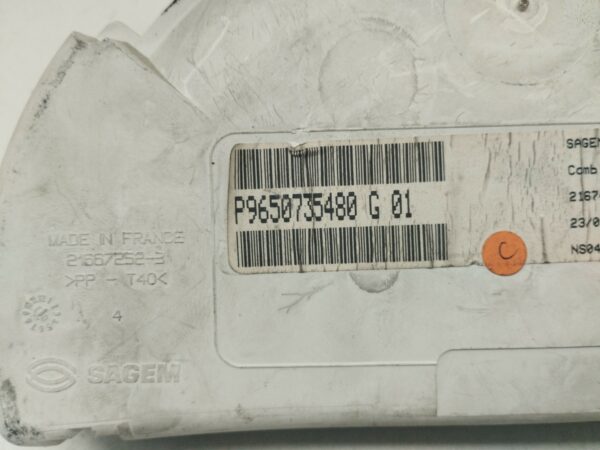 SAGEM
Comb
2167
23/0
NS04
P9650735480 G 01
C
MADE IN FRANCE
21667252-3
>PP - T40<
4
SAGEM